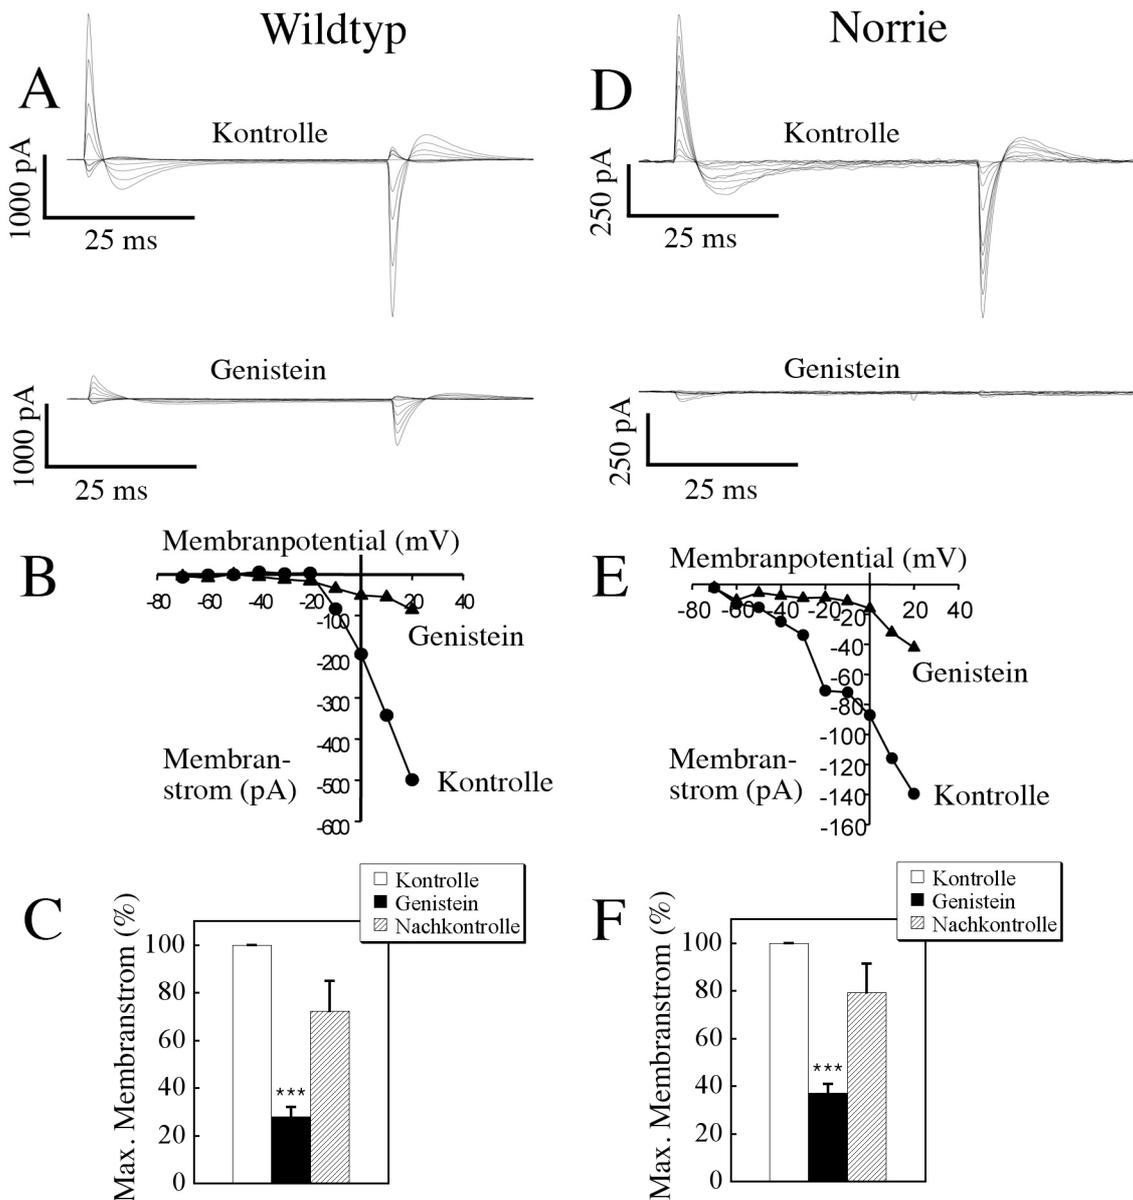 Wildtyp
A
Kontrolle
1000 pA
25 ms
Genistein
1000 pA
25 ms
B
Membranpotential (mV)
-80 -60 -40 -20 20 40
-100
Genistein
-200
-300
-400
Membran-
strom (pA)
Kontrolle
-500
-600
C
Kontrolle
Genistein
Nachkontrolle
Max. Membranstrom (%)
100
80
60
40
***
20
0
Norrie
D
Kontrolle
250 pA
25 ms
Genistein
250 pA
25 ms
E
Membranpotential (mV)
-80 -60 -40 -20 20 40
-20
-40
Genistein
-60
-80
-100
Membran-
strom (pA)
-120
-140
Kontrolle
-160
F
Kontrolle
Genistein
Nachkontrolle
Max. Membranstrom (%)
100
80
60
***
40
20
0